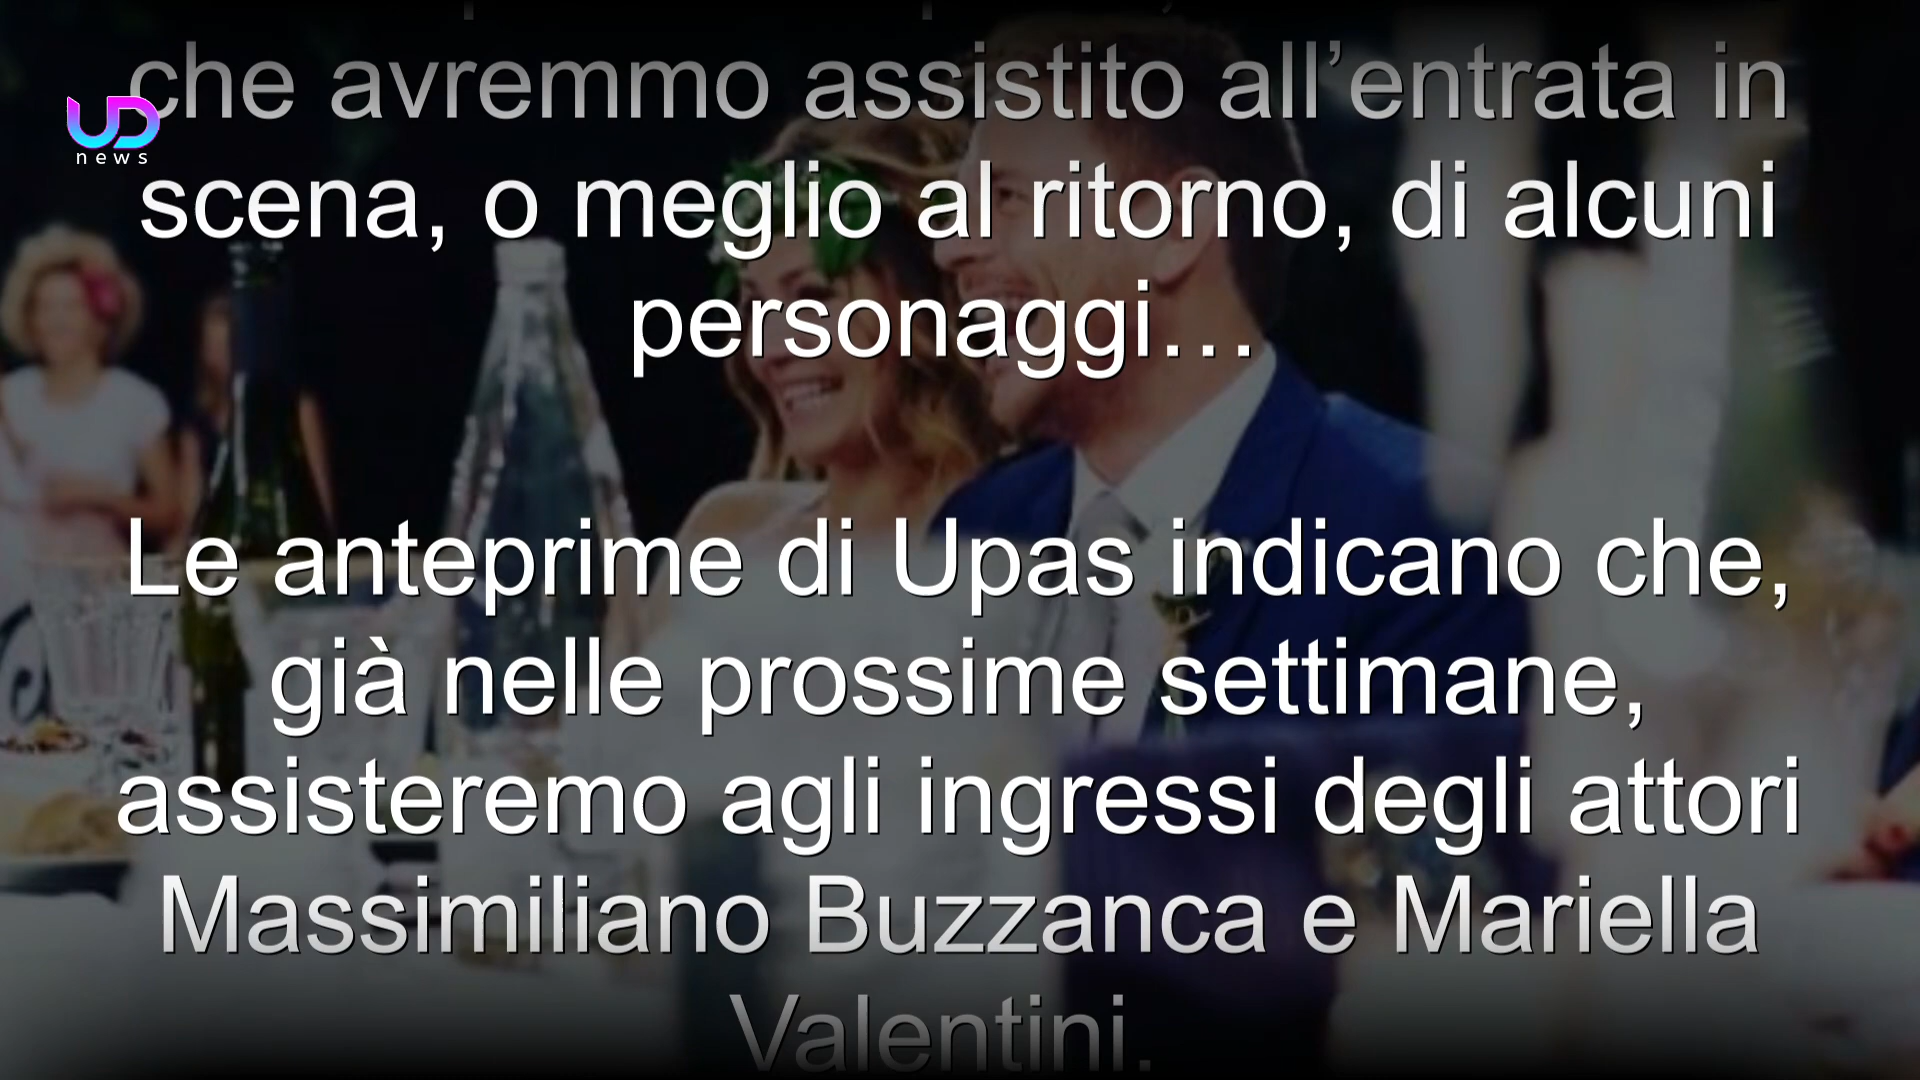 che avremmo assistito all’entrata in
UD
news
scena, o meglio al ritorno, di alcuni
personaggi…
Le anteprime di Upas indicano che,
già nelle prossime settimane,
assisteremo agli ingressi degli attori
Massimiliano Buzzanca e Mariella
Valentini.